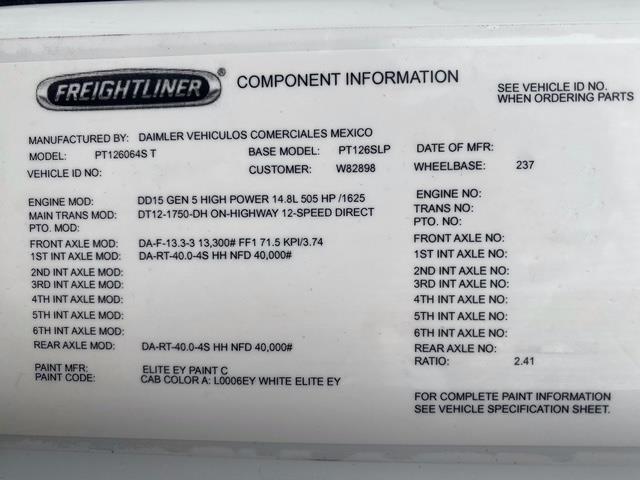 FREIGHTLINER®
COMPONENT INFORMATION
SEE VEHICLE ID NO.
WHEN ORDERING PARTS
MANUFACTURED BY: DAIMLER VEHICULOS COMERCIALES MEXICO
MODEL: PT126064S T BASE MODEL: PT126SLP DATE OF MFR:
VEHICLE ID NO: CUSTOMER: W82898 WHEELBASE: 237
ENGINE MOD: DD15 GEN 5 HIGH POWER 14.8L 505 HP /1625 ENGINE NO:
MAIN TRANS MOD: DT12-1750-DH ON-HIGHWAY 12-SPEED DIRECT TRANS NO:
PTO. MOD: PTO. NO:
FRONT AXLE MOD: DA-F-13.3-3 13,300# FF1 71.5 KPI/3.74 FRONT AXLE NO:
1ST INT AXLE MOD: DA-RT-40.0-4S HH NFD 40,000# 1ST INT AXLE NO:
2ND INT AXLE MOD: 2ND INT AXLE NO:
3RD INT AXLE MOD: 3RD INT AXLE NO:
4TH INT AXLE MOD: 4TH INT AXLE NO:
5TH INT AXLE MOD: 5TH INT AXLE NO:
6TH INT AXLE MOD: 6TH INT AXLE NO:
REAR AXLE MOD: DA-RT-40.0-4S HH NFD 40,000# REAR AXLE NO:
RATIO: 2.41
PAINT MFR: ELITE EY PAINT C
PAINT CODE: CAB COLOR A: L0006EY WHITE ELITE EY
FOR COMPLETE PAINT INFORMATION
SEE VEHICLE SPECIFICATION SHEET.